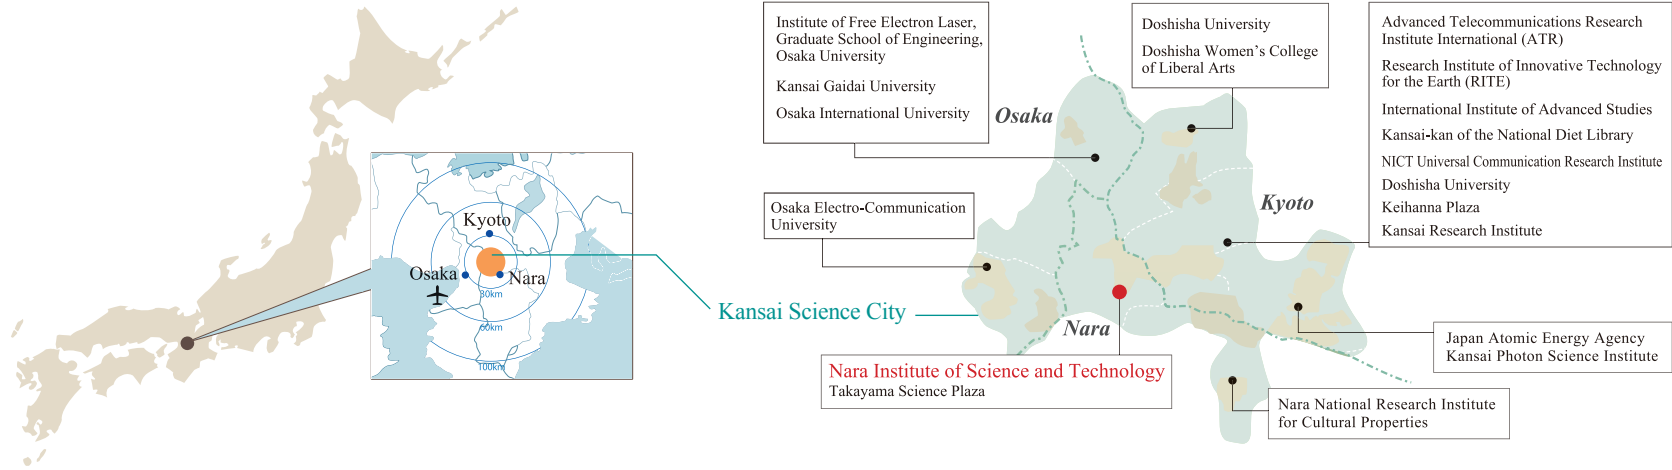 Kyoto
Osaka
Nara
30km
60km
100km
Kansai Science City
Institute of Free Electron Laser,
Graduate School of Engineering,
Osaka University
Kansai Gaidai University
Osaka International University
Doshisha University
Doshisha Women's College
of Liberal Arts
Advanced Telecommunications Research
Institute International (ATR)
Research Institute of Innovative Technology
for the Earth (RITE)
International Institute of Advanced Studies
Kansai-kan of the National Diet Library
NICT Universal Communication Research Institute
Doshisha University
Keihanna Plaza
Kansai Research Institute
Osaka
Kyoto
Osaka Electro-Communication
University
Nara
Nara Institute of Science and Technology
Takayama Science Plaza
Japan Atomic Energy Agency
Kansai Photon Science Institute
Nara National Research Institute
for Cultural Properties